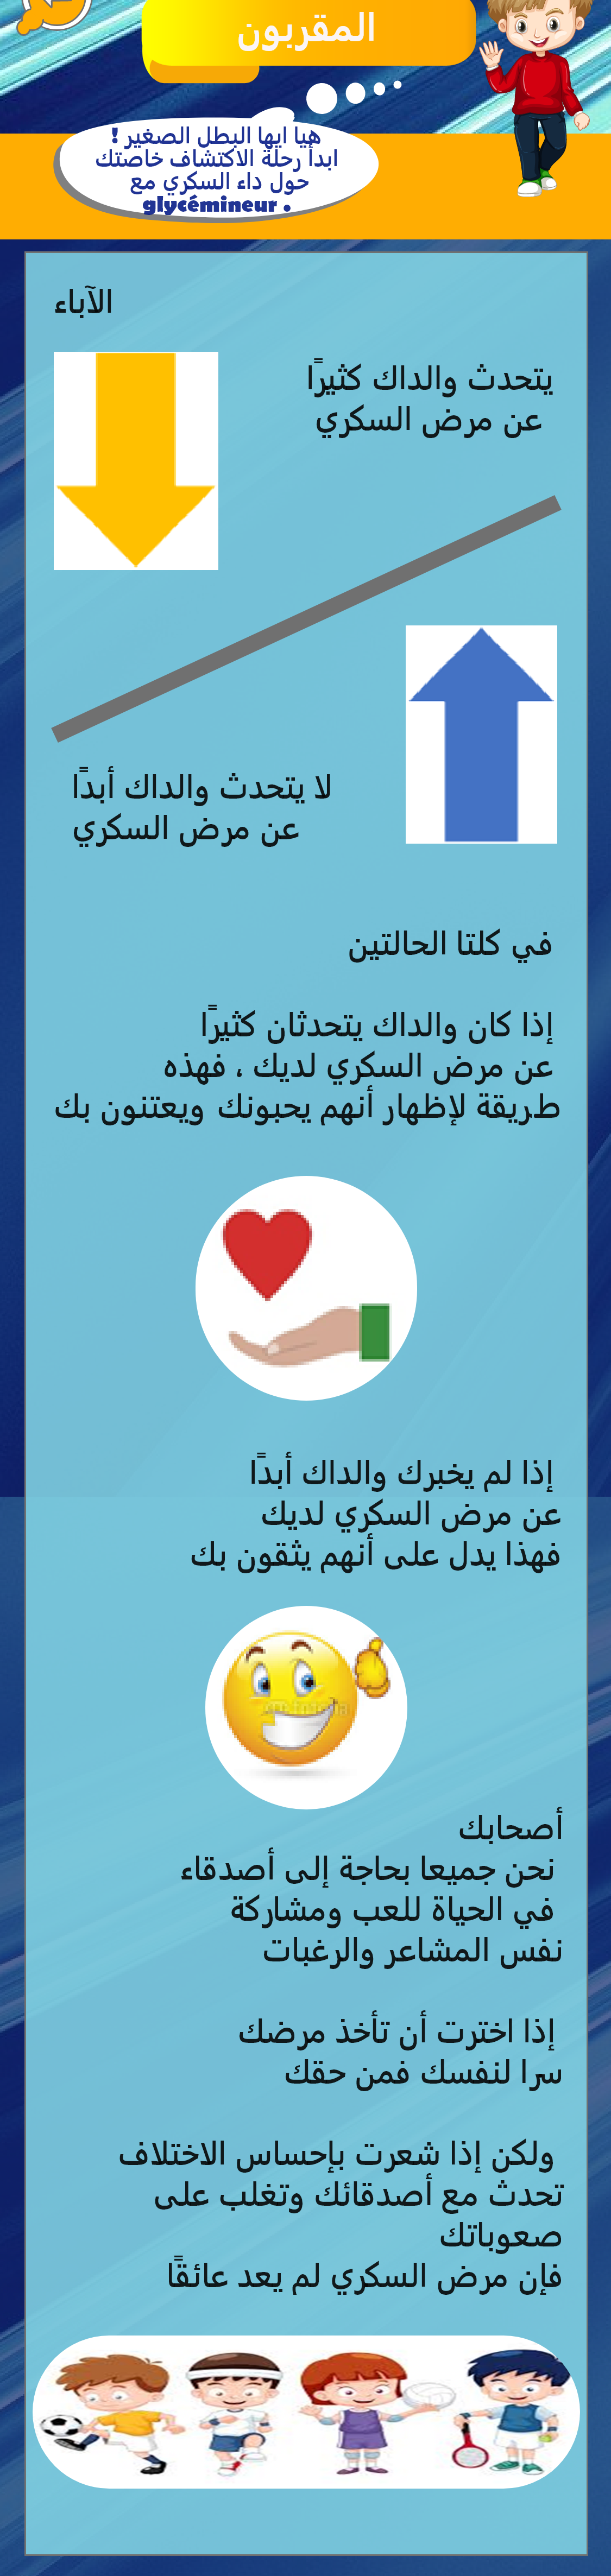 المقربون
هيا ايها البطل الصغير !
ابدأ رحلة الاكتشاف خاصتك
حول داء السكري مع
glycémineur .
الآباء
يتحدث والداك كثيرًا
عن مرض السكري
لا يتحدث والداك أبدًا
عن مرض السكري
في كلتا الحالتين
إذا كان والداك يتحدثان كثيرًا
عن مرض السكري لديك ، فهذه
طريقة لإظهار أنهم يحبونك ويعتنون بك
إذا لم يخبرك والداك أبدًا
عن مرض السكري لديك
فهذا يدل على أنهم يثقون بك
أصحابك
نحن جميعا بحاجة إلى أصدقاء
في الحياة للعب ومشاركة
نفس المشاعر والرغبات
إذا اخترت أن تأخذ مرضك
سرا لنفسك فمن حقك
ولكن إذا شعرت بإحساس الاختلاف
تحدث مع أصدقائك وتغلب على
صعوباتك
فإن مرض السكري لم يعد عائقًا